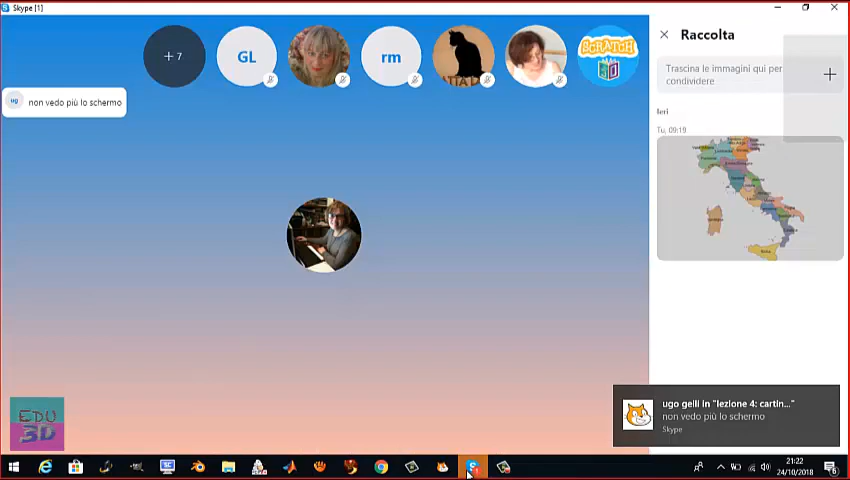 Skype [1]
+ 7
GL
rm
SCRATCH
3D
ug
non vedo più lo schermo
Raccolta
Trascina le immagini qui per
condividere
Ieri
Tu, 09:19
EDU
3D
ugo gelli in "lezione 4: cartin..."
non vedo più lo schermo
Skype
21:22
24/10/2018